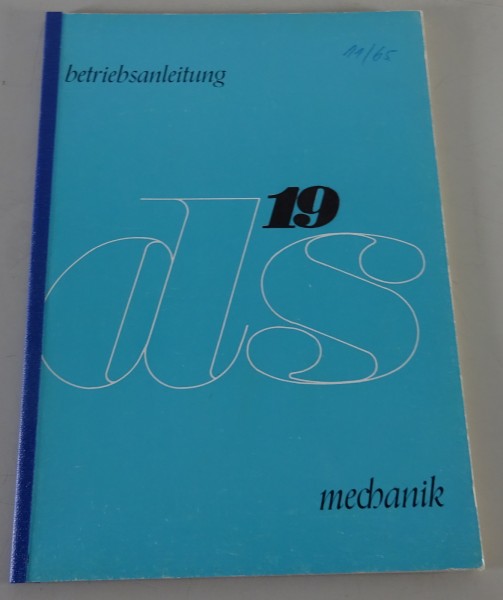 betriebsanleitung
11/65
ds 19
mechanik